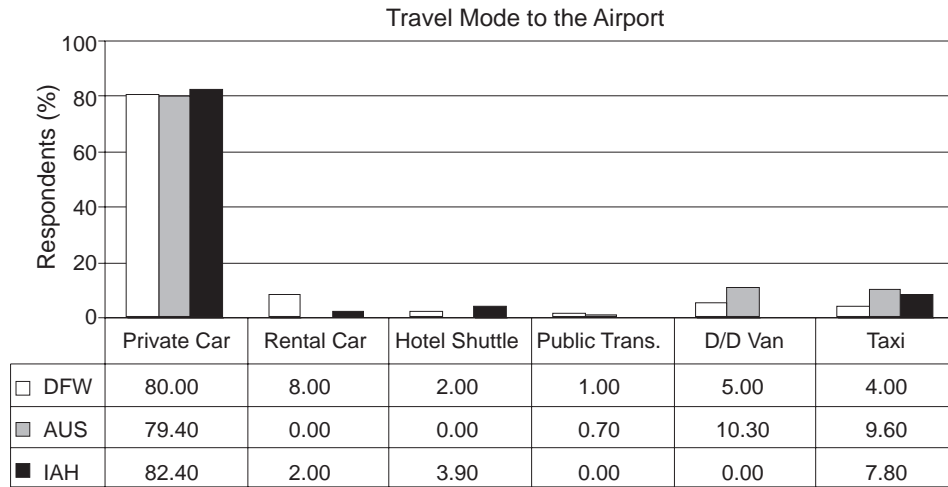 Travel Mode to the Airport
Respondents (%)
100
80
60
40
20
0
Private Car Rental Car Hotel Shuttle Public Trans. D/D Van Taxi
DFW 80.00 8.00 2.00 1.00 5.00 4.00
AUS 79.40 0.00 0.00 0.70 10.30 9.60
IAH 82.40 2.00 3.90 0.00 0.00 7.80